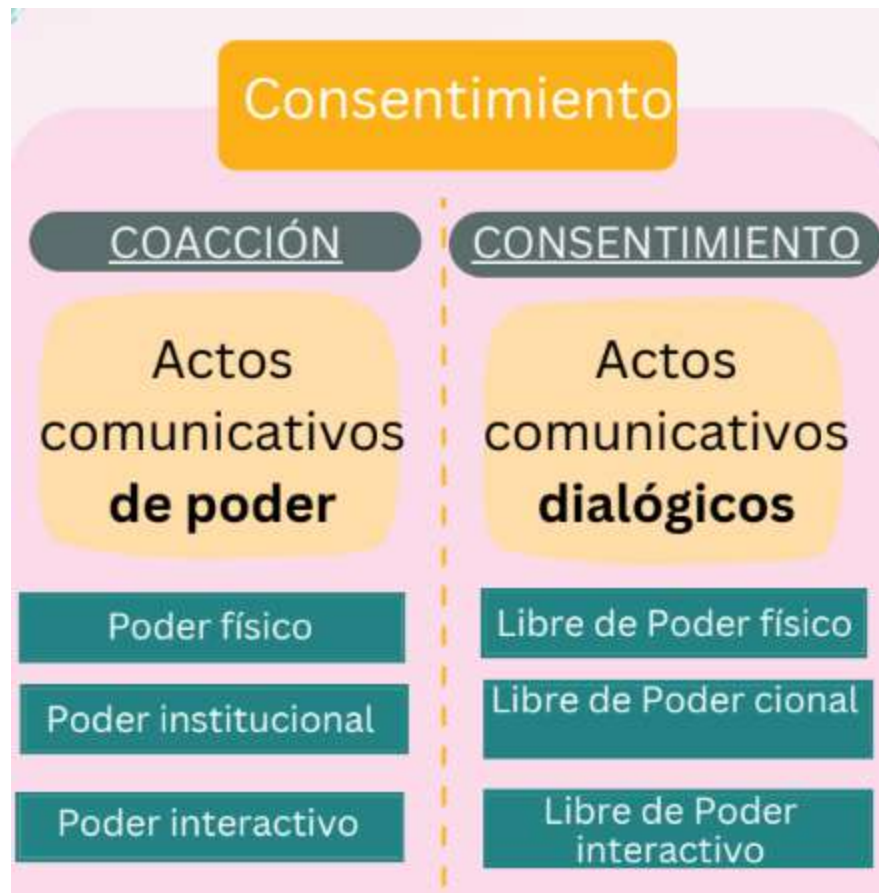 Consentimiento
COACCIÓN
Actos
comunicativos
de poder
Poder físico
Poder institucional
Poder interactivo
CONSENTIMIENTO
Actos
comunicativos
dialógicos
Libre de Poder físico
Libre de Poder cional
Libre de Poder
interactivo